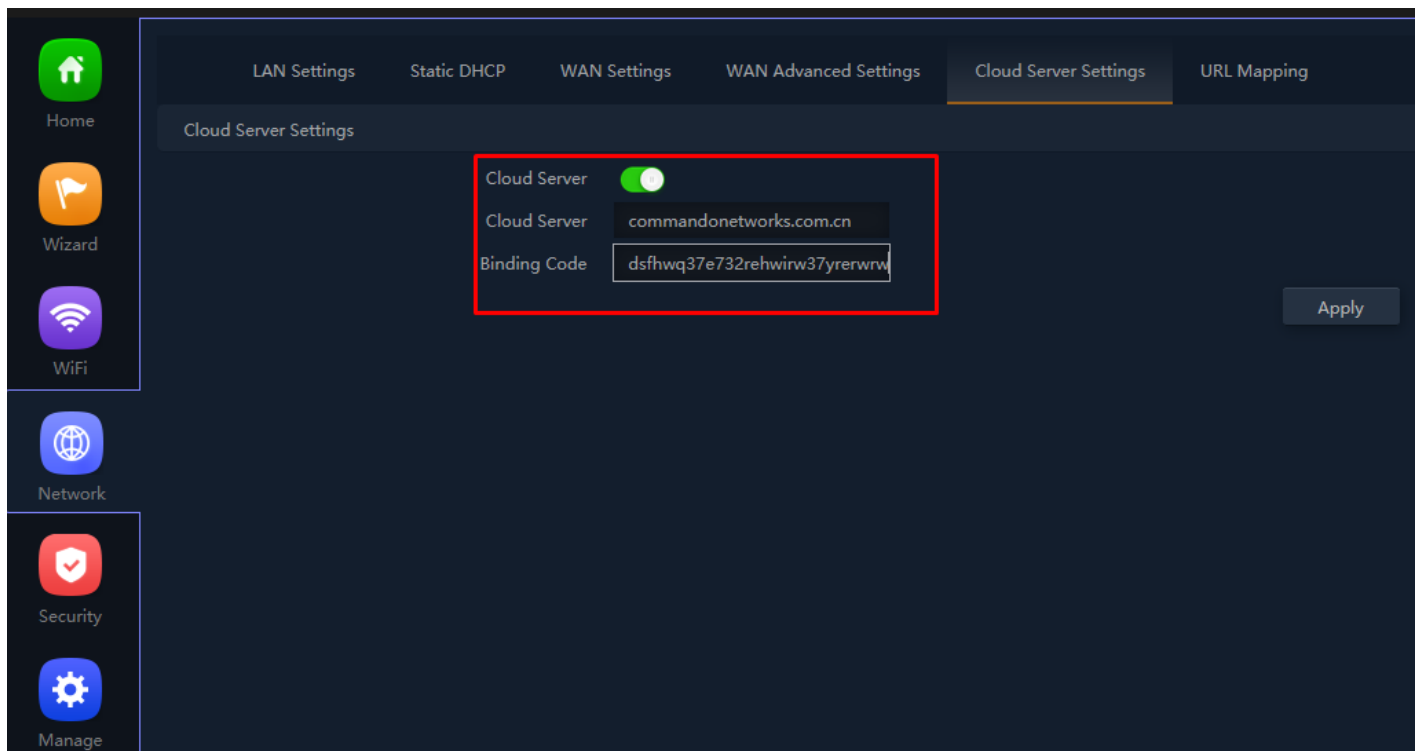 LAN Settings Static DHCP WAN Settings WAN Advanced Settings Cloud Server Settings URL Mapping
Cloud Server Settings
Cloud Server
Cloud Server commandonetworks.com.cn
Binding Code dsfhwq37e732rehwirw37yrerwrw
Apply
Home
Wizard
WiFi
Network
Security
Manage